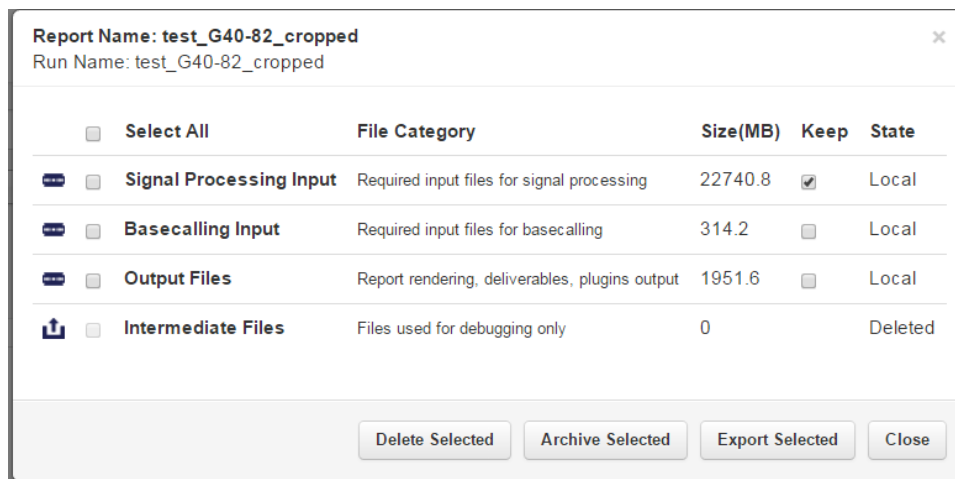 Report Name: test_G40-82_cropped
×
Run Name: test_G40-82_cropped
Select All File Category Size(MB) Keep State
Signal Processing Input Required input files for signal processing 22740.8 Local
Basecalling Input Required input files for basecalling 314.2 Local
Output Files Report rendering, deliverables, plugins output 1951.6 Local
Intermediate Files Files used for debugging only 0 Deleted
Delete Selected Archive Selected Export Selected Close